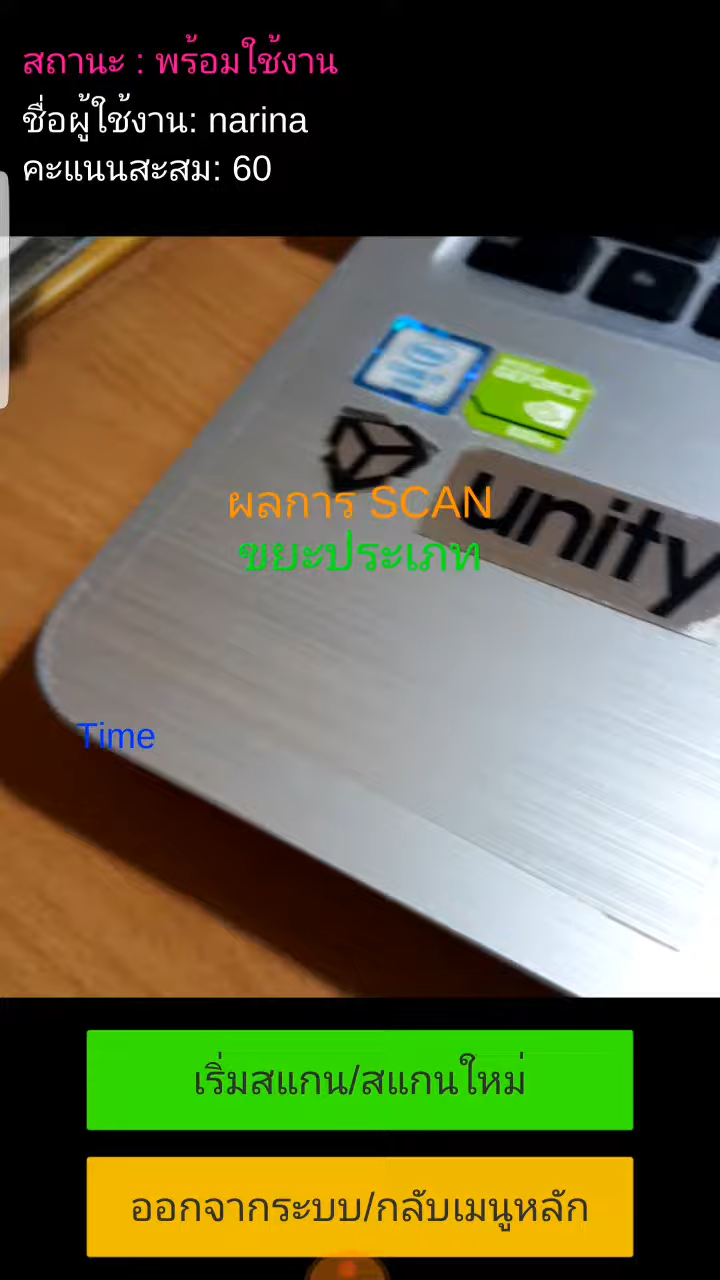 สถานะ : พร้อมใช้งาน
ชื่อผู้ใช้งาน: narina
คะแนนสะสม: 60
GEFORCE
unity
ผลการ SCAN
ขยะประเภท
Time
เริ่มสแกน/สแกนใหม่
ออกจากระบบ/กลับเมนูหลัก